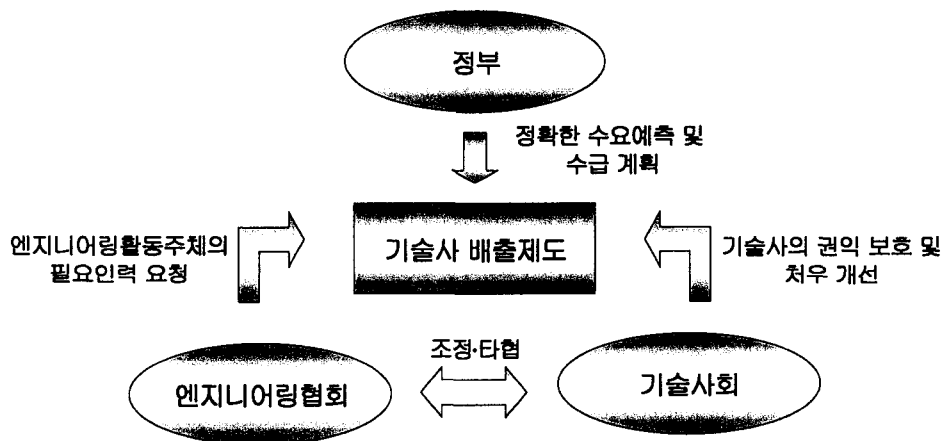 정부
정확한 수요예측 및
수급 계획
엔지니어링활동주체의
필요인력 요청
기술사 배출제도
기술사의 권익 보호 및
처우 개선
조정·타협
엔지니어링협회
기술사회